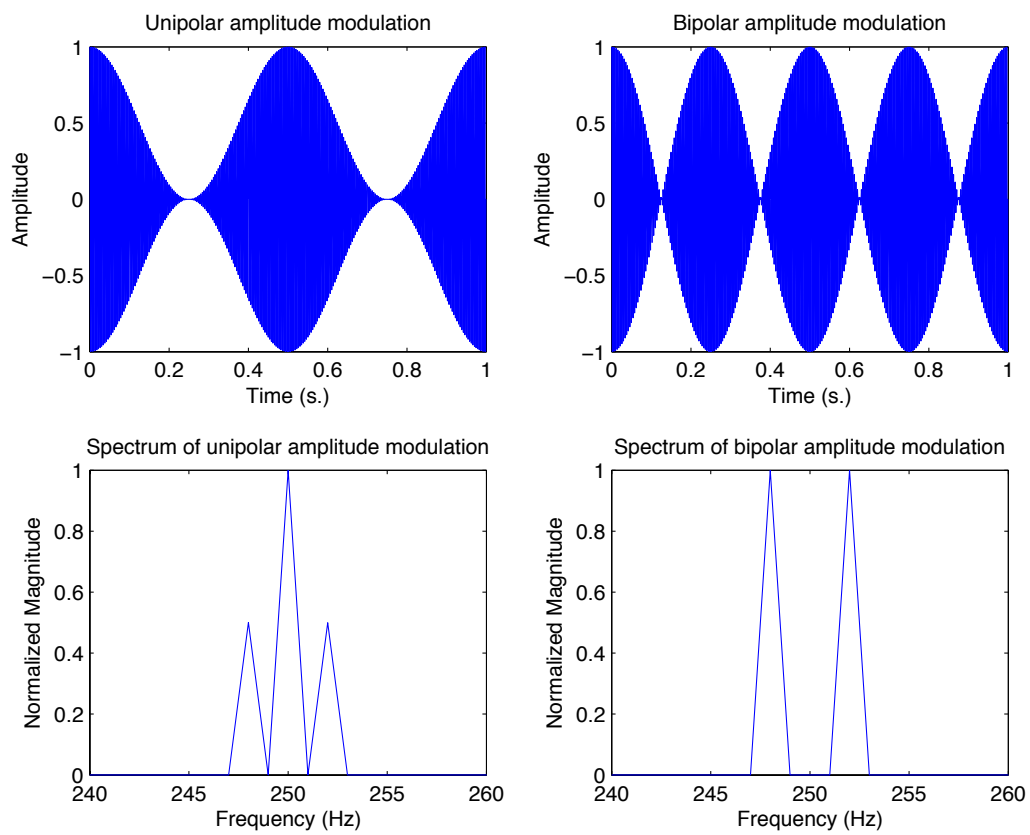 Unipolar amplitude modulation
1
0.5
0
−0.5
−1
Amplitude
0 0.2 0.4 0.6 0.8 1
Time (s.)
Bipolar amplitude modulation
1
0.5
0
−0.5
−1
Amplitude
0 0.2 0.4 0.6 0.8 1
Time (s.)
Spectrum of unipolar amplitude modulation
1
0.8
0.6
0.4
0.2
0
Normalized Magnitude
240 245 250 255 260
Frequency (Hz)
Spectrum of bipolar amplitude modulation
1
0.8
0.6
0.4
0.2
0
Normalized Magnitude
240 245 250 255 260
Frequency (Hz)